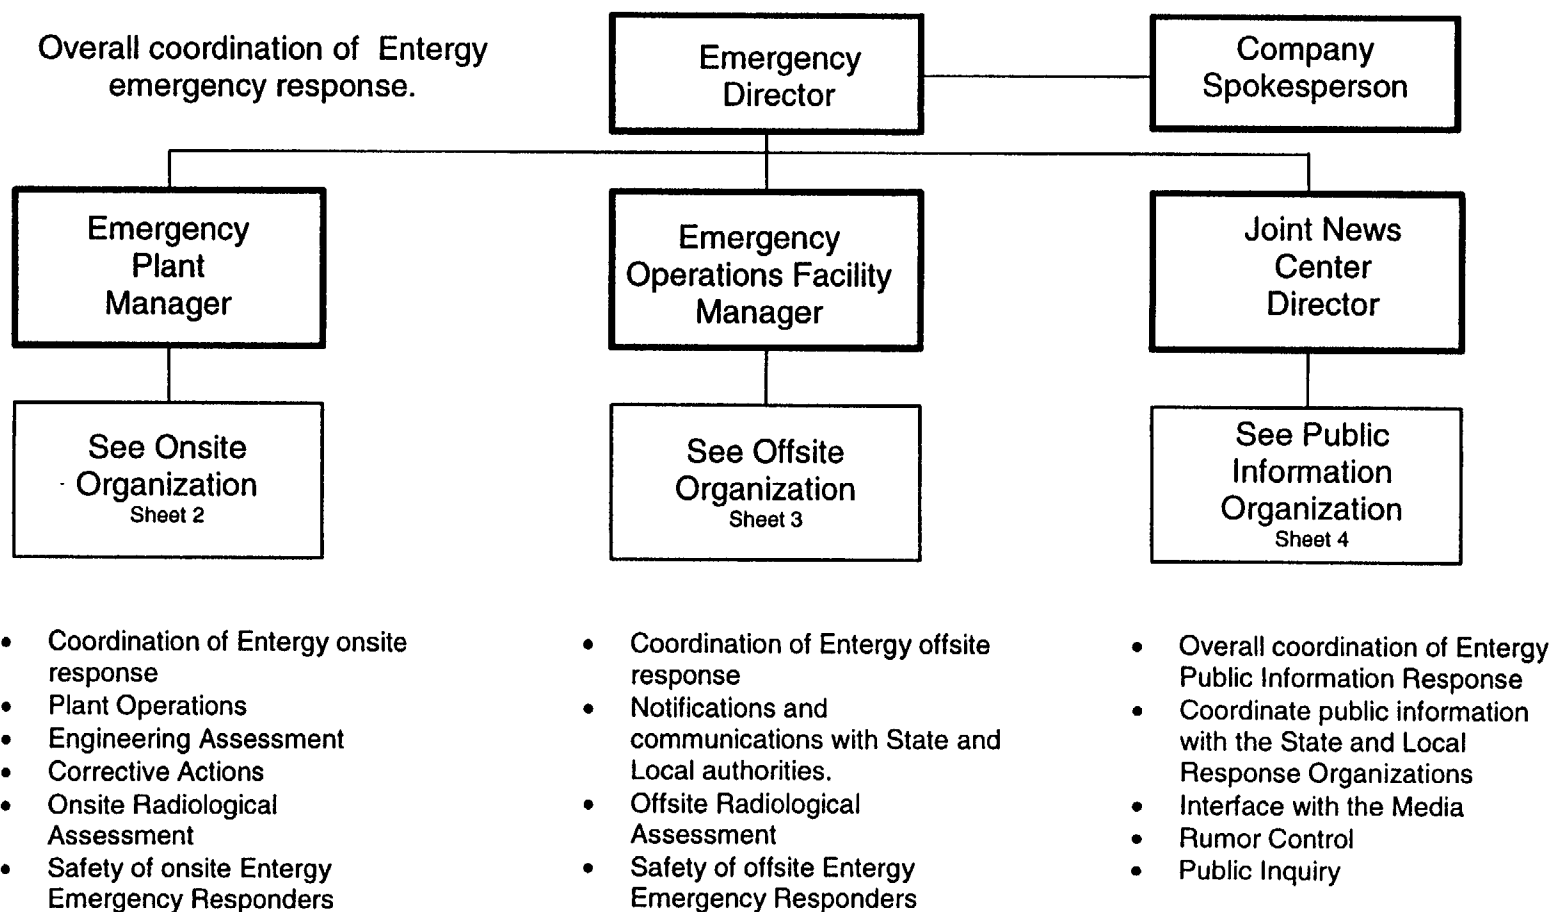 Overall coordination of Entergy
emergency response.
Emergency
Director
Company
Spokesperson
Emergency
Plant
Manager
Emergency
Operations Facility
Manager
Joint News
Center
Director
See Onsite
Organization
Sheet 2
See Offsite
Organization
Sheet 3
See Public
Information
Organization
Sheet 4
• Coordination of Entergy onsite
response
• Plant Operations
• Engineering Assessment
• Corrective Actions
• Onsite Radiological
Assessment
• Safety of onsite Entergy
Emergency Responders
• Coordination of Entergy offsite
response
• Notifications and
communications with State and
Local authorities.
• Offsite Radiological
Assessment
• Safety of offsite Entergy
Emergency Responders
• Overall coordination of Entergy
Public Information Response
• Coordinate public information
with the State and Local
Response Organizations
• Interface with the Media
• Rumor Control
• Public Inquiry